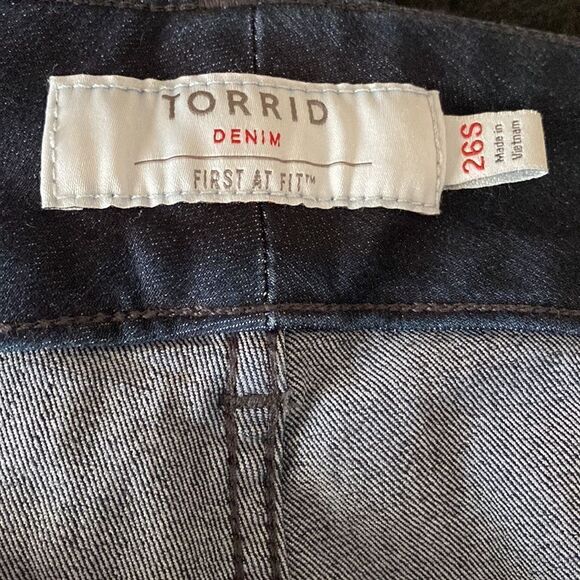 TORRID
DENIM
FIRST AT FIT™
26S
Made in
Vietnam